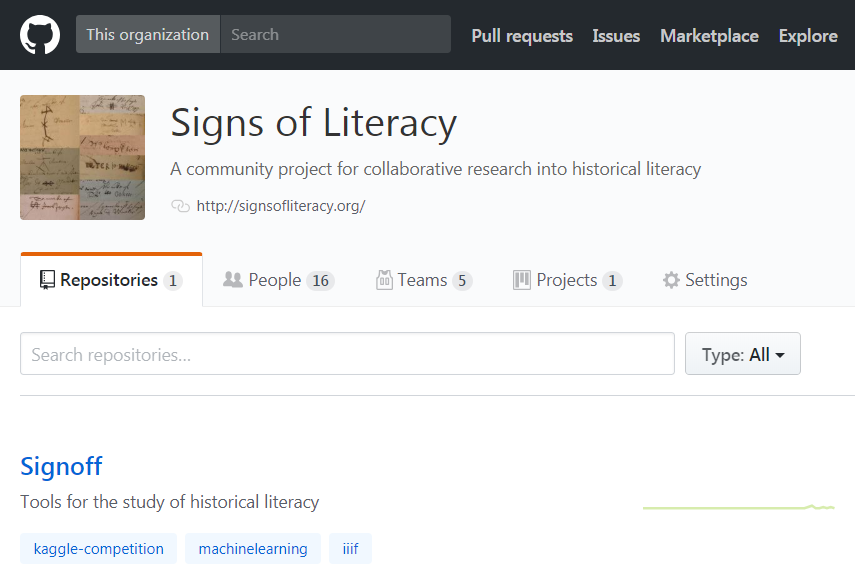 This organization Search Pull requests Issues Marketplace Explore
Signs of Literacy
A community project for collaborative research into historical literacy
http://signsofliteracy.org/
Repositories 1 People 16 Teams 5 Projects 1 Settings
Search repositories... Type: All
Signoff
Tools for the study of historical literacy
kaggle-competition machinelearning iiif